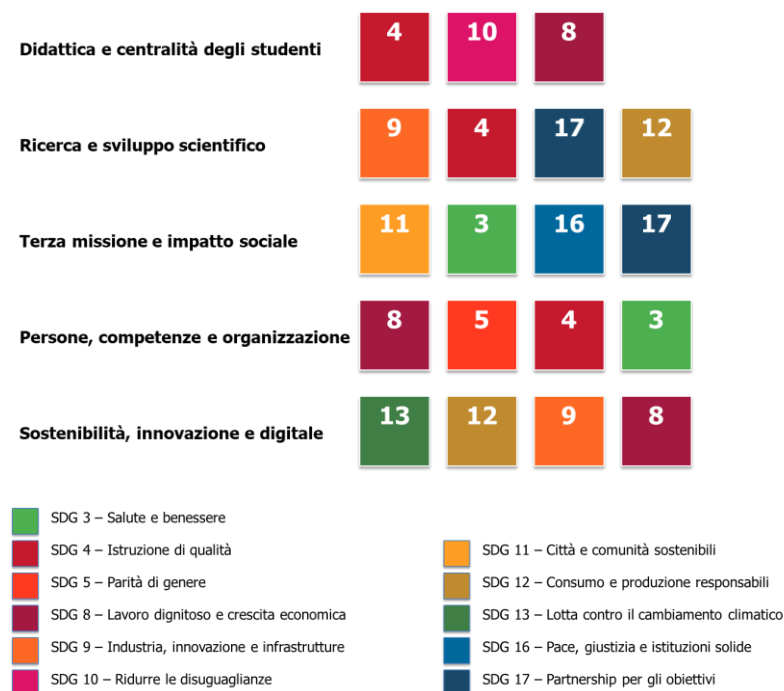 Didattica e centralità degli studenti 4 10 8
Ricerca e sviluppo scientifico 9 4 17 12
Terza missione e impatto sociale 11 3 16 17
Persone, competenze e organizzazione 8 5 4 3
Sostenibilità, innovazione e digitale 13 12 9 8
SDG 3 – Salute e benessere
SDG 4 – Istruzione di qualità
SDG 5 – Parità di genere
SDG 8 – Lavoro dignitoso e crescita economica
SDG 9 – Industria, innovazione e infrastrutture
SDG 10 – Ridurre le disuguaglianze
SDG 11 – Città e comunità sostenibili
SDG 12 – Consumo e produzione responsabili
SDG 13 – Lotta contro il cambiamento climatico
SDG 16 – Pace, giustizia e istituzioni solide
SDG 17 – Partnership per gli obiettivi